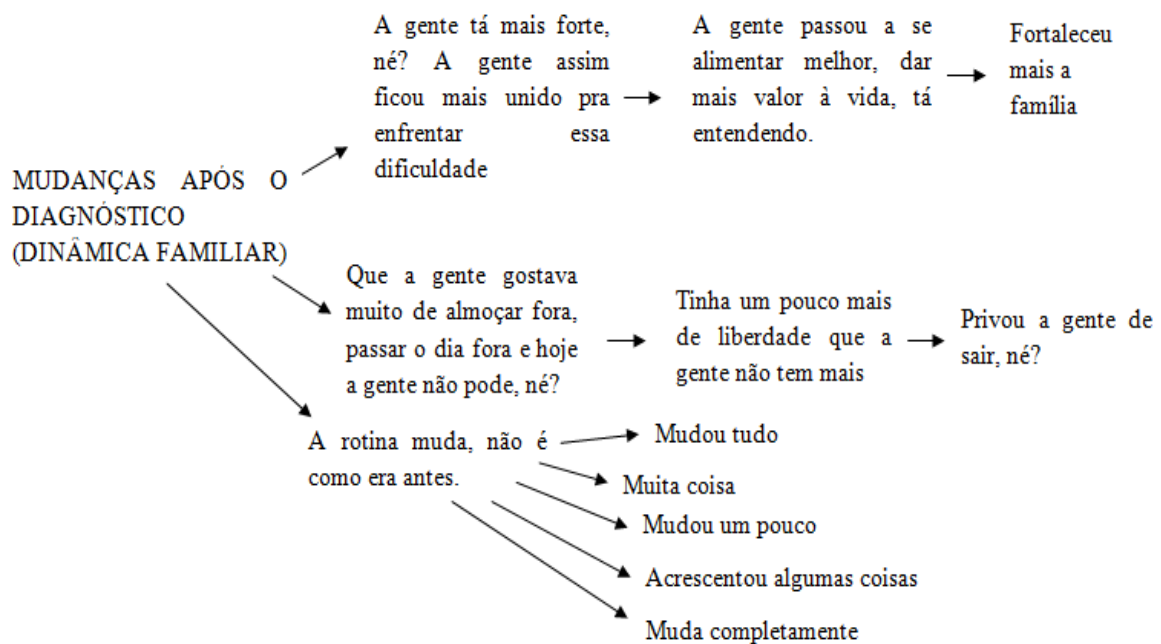 A gente tá mais forte,
né? A gente assim
ficou mais unido pra
enfrentar essa
dificuldade
A gente passou a se
alimentar melhor, dar
mais valor à vida, tá
entendendo.
Fortaleceu
mais a
família
MUDANÇAS APÓS O
DIAGNÓSTICO
(DINÂMICA FAMILIAR)
Que a gente gostava
muito de almoçar fora,
passar o dia fora e hoje
a gente não pode, né?
Tinha um pouco mais
de liberdade que a
gente não tem mais
Privou a gente de
sair, né?
A rotina muda, não é
como era antes.
Mudou tudo
Muita coisa
Mudou um pouco
Acrescentou algumas coisas
Muda completamente